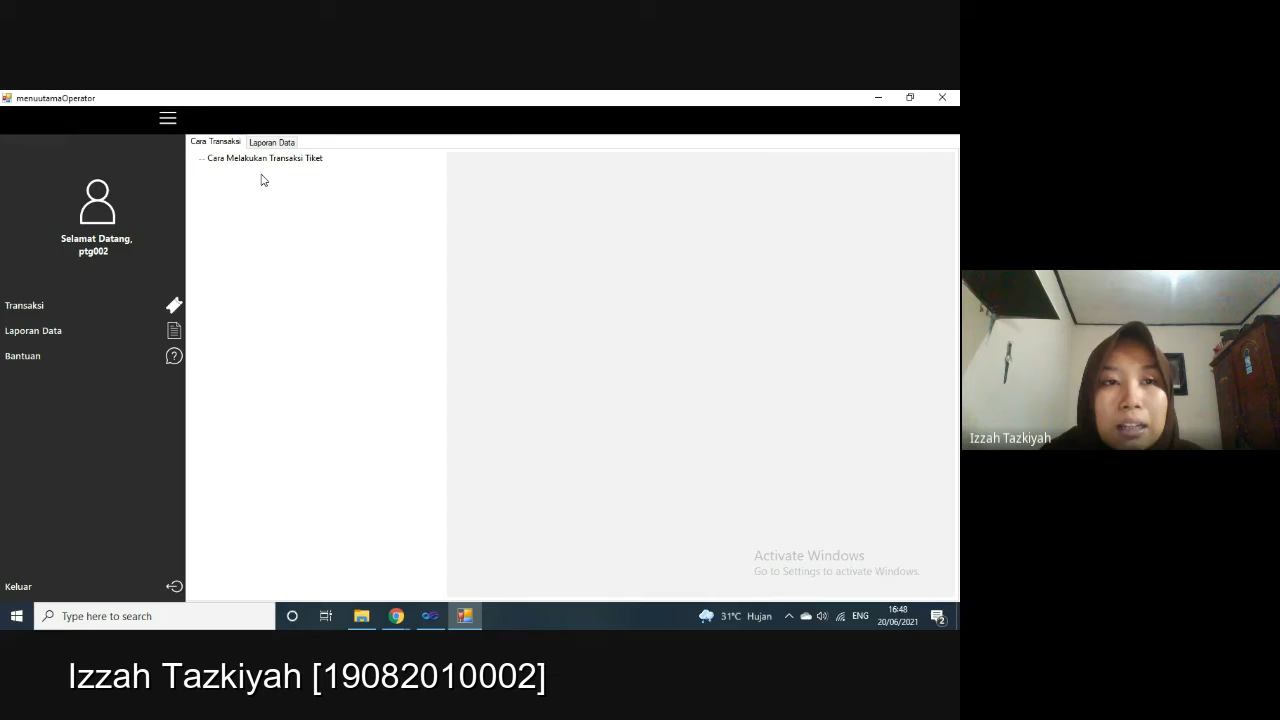 menuutamaOperator
Cara Transaksi
Laporan Data
-- Cara Melakukan Transaksi Tiket
Selamat Datang,
ptg002
Transaksi
Laporan Data
Bantuan
Keluar
Activate Windows
Go to Settings to activate Windows.
Type here to search
31°C Hujan
ENG
16:48
20/06/2021
2
Izzah Tazkiyah
Izzah Tazkiyah [19082010002]